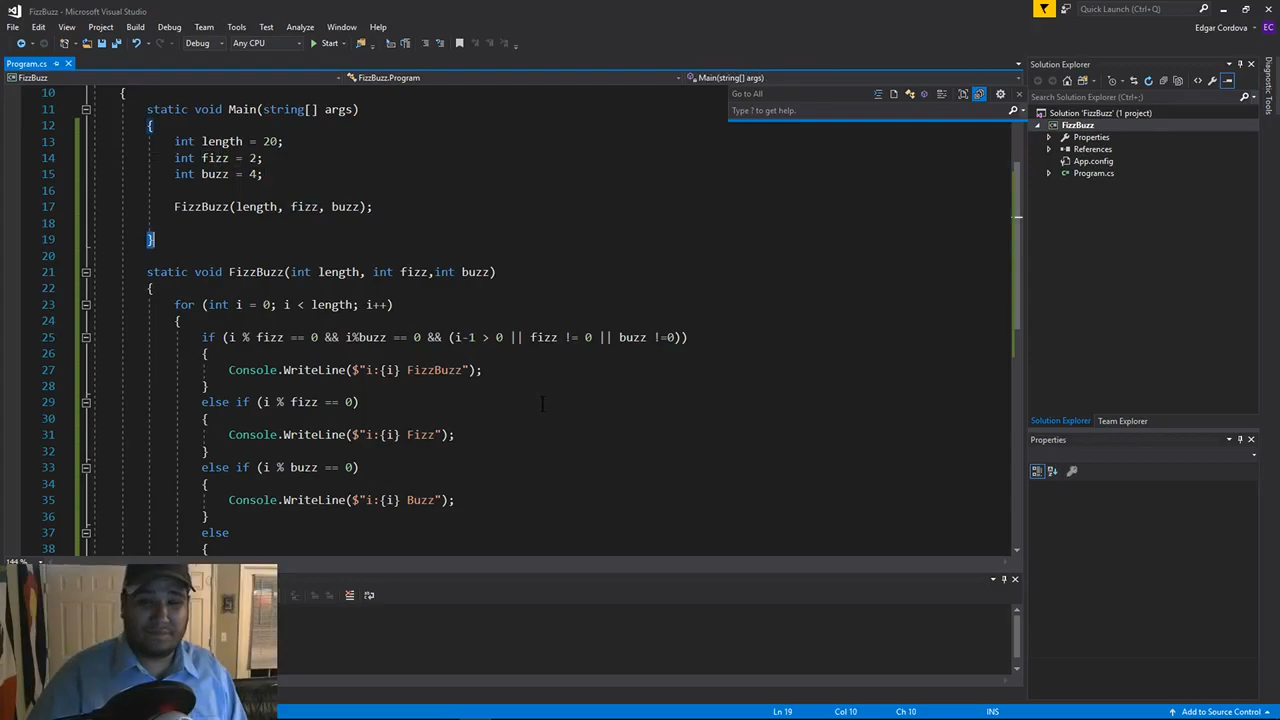 FizzBuzz - Microsoft Visual Studio
Quick Launch (Ctrl+Q)
File Edit View Project Build Debug Team Tools Test Analyze Window Help
Edgar Cordova EC
Debug Any CPU Start
Program.cs
Solution Explorer
FizzBuzz FizzBuzz.Program Main(string[] args)
Go to All
Type ? to get help.
Search Solution Explorer (Ctrl+;)
Solution 'FizzBuzz' (1 project)
FizzBuzz
Properties
References
App.config
Program.cs
Diagnostic Tools
10 {
11 static void Main(string[] args)
12 {
13 int length = 20;
14 int fizz = 2;
15 int buzz = 4;
16
17 FizzBuzz(length, fizz, buzz);
18
19 }
20
21 static void FizzBuzz(int length, int fizz,int buzz)
22 {
23 for (int i = 0; i < length; i++)
24 {
25 if (i % fizz == 0 && i%buzz == 0 && (i-1 > 0 || fizz != 0 || buzz !=0))
26 {
27 Console.WriteLine($"i:{i} FizzBuzz");
28 }
29 else if (i % fizz == 0)
30 {
31 Console.WriteLine($"i:{i} Fizz");
32 }
33 else if (i % buzz == 0)
34 {
35 Console.WriteLine($"i:{i} Buzz");
36 }
37 else
38 {
144 %
Solution Explorer Team Explorer
Properties
Ln 19 Col 10 Ch 10 INS Add to Source Control